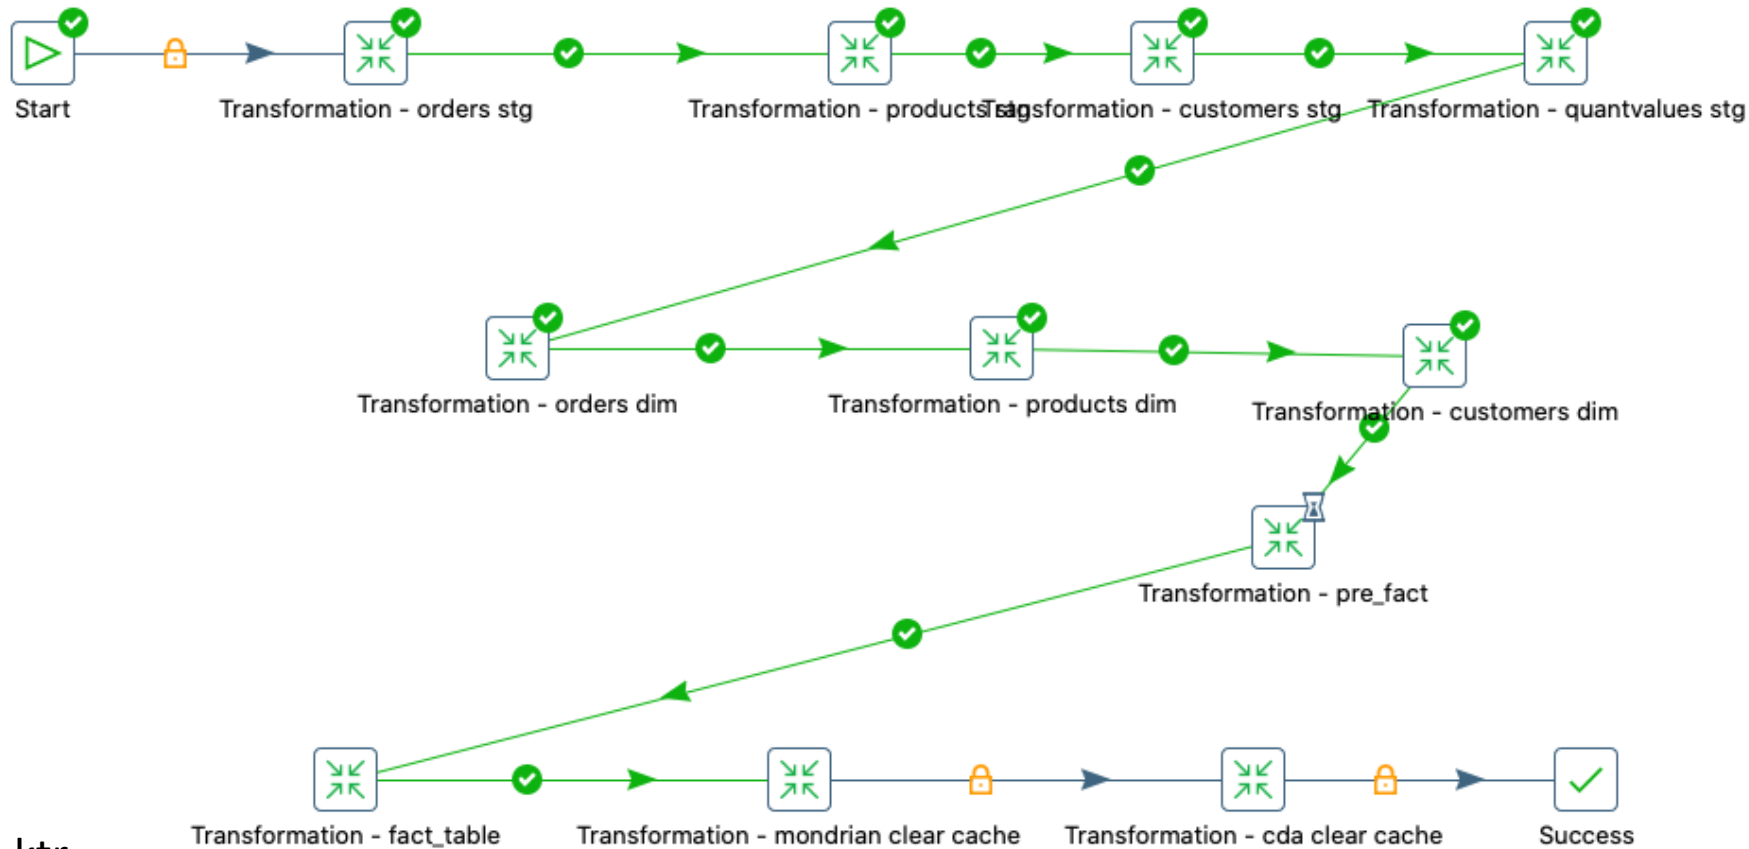 Start
Transformation - orders stg
Transformation - products stg
Transformation - customers stg
Transformation - quantvalues stg
Transformation - orders dim
Transformation - products dim
Transformation - customers dim
Transformation - pre_fact
Transformation - fact_table
Transformation - mondrian clear cache
Transformation - cda clear cache
Success